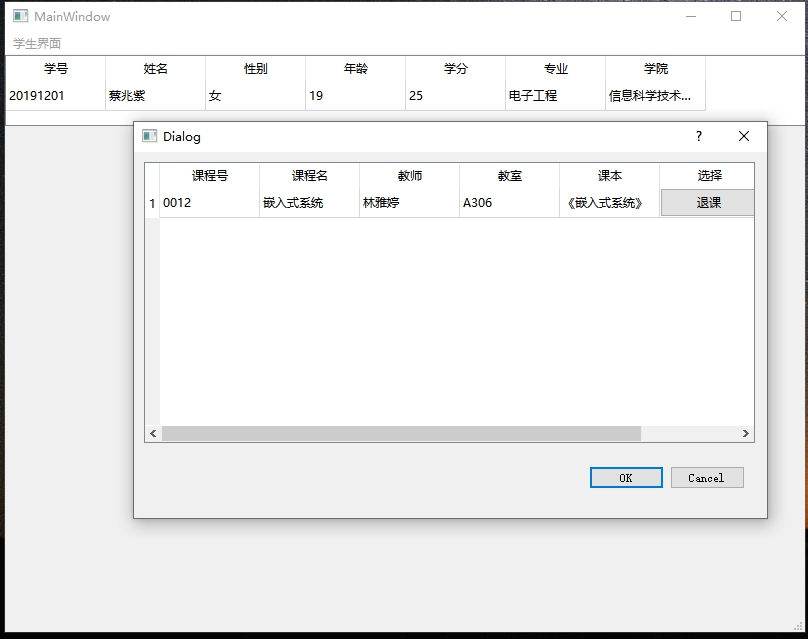 MainWindow
学生界面
学号 姓名 性别 年龄 学分 专业 学院
20191201 蔡兆紫 女 19 25 电子工程 信息科学技术...
Dialog ?
课程号 课程名 教师 教室 课本 选择
1 0012 嵌入式系统 林雅婷 A306 《嵌入式系统》 退课
OK Cancel